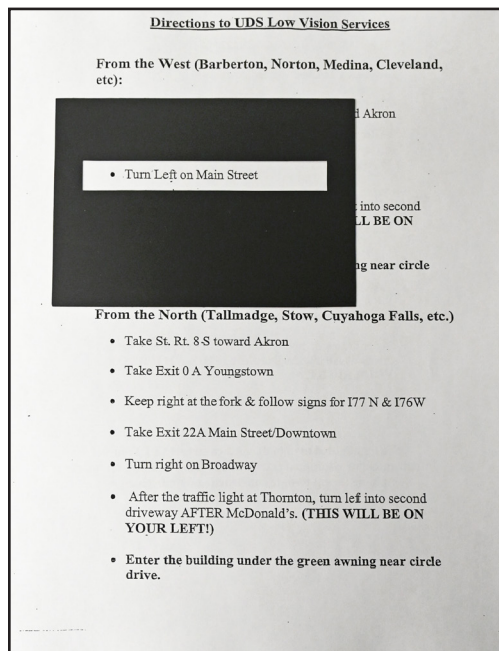 Directions to UDS Low Vision Services
From the West (Barberton, Norton, Medina, Cleveland,
etc):
Akron
• Turn Left on Main Street
into second
BE ON
near circle
From the North (Tallmadge, Stow, Cuyahoga Falls, etc.)
• Take St. Rt. 8-S toward Akron
• Take Exit 0 A Youngstown
• Keep right at the fork & follow signs for I77 N & I76W
• Take Exit 22A Main Street/Downtown
• Turn right on Broadway
• After the traffic light at Thornton, turn left into second
driveway AFTER McDonald's. (THIS WILL BE ON
YOUR LEFT!)
• Enter the building under the green awning near circle
drive.